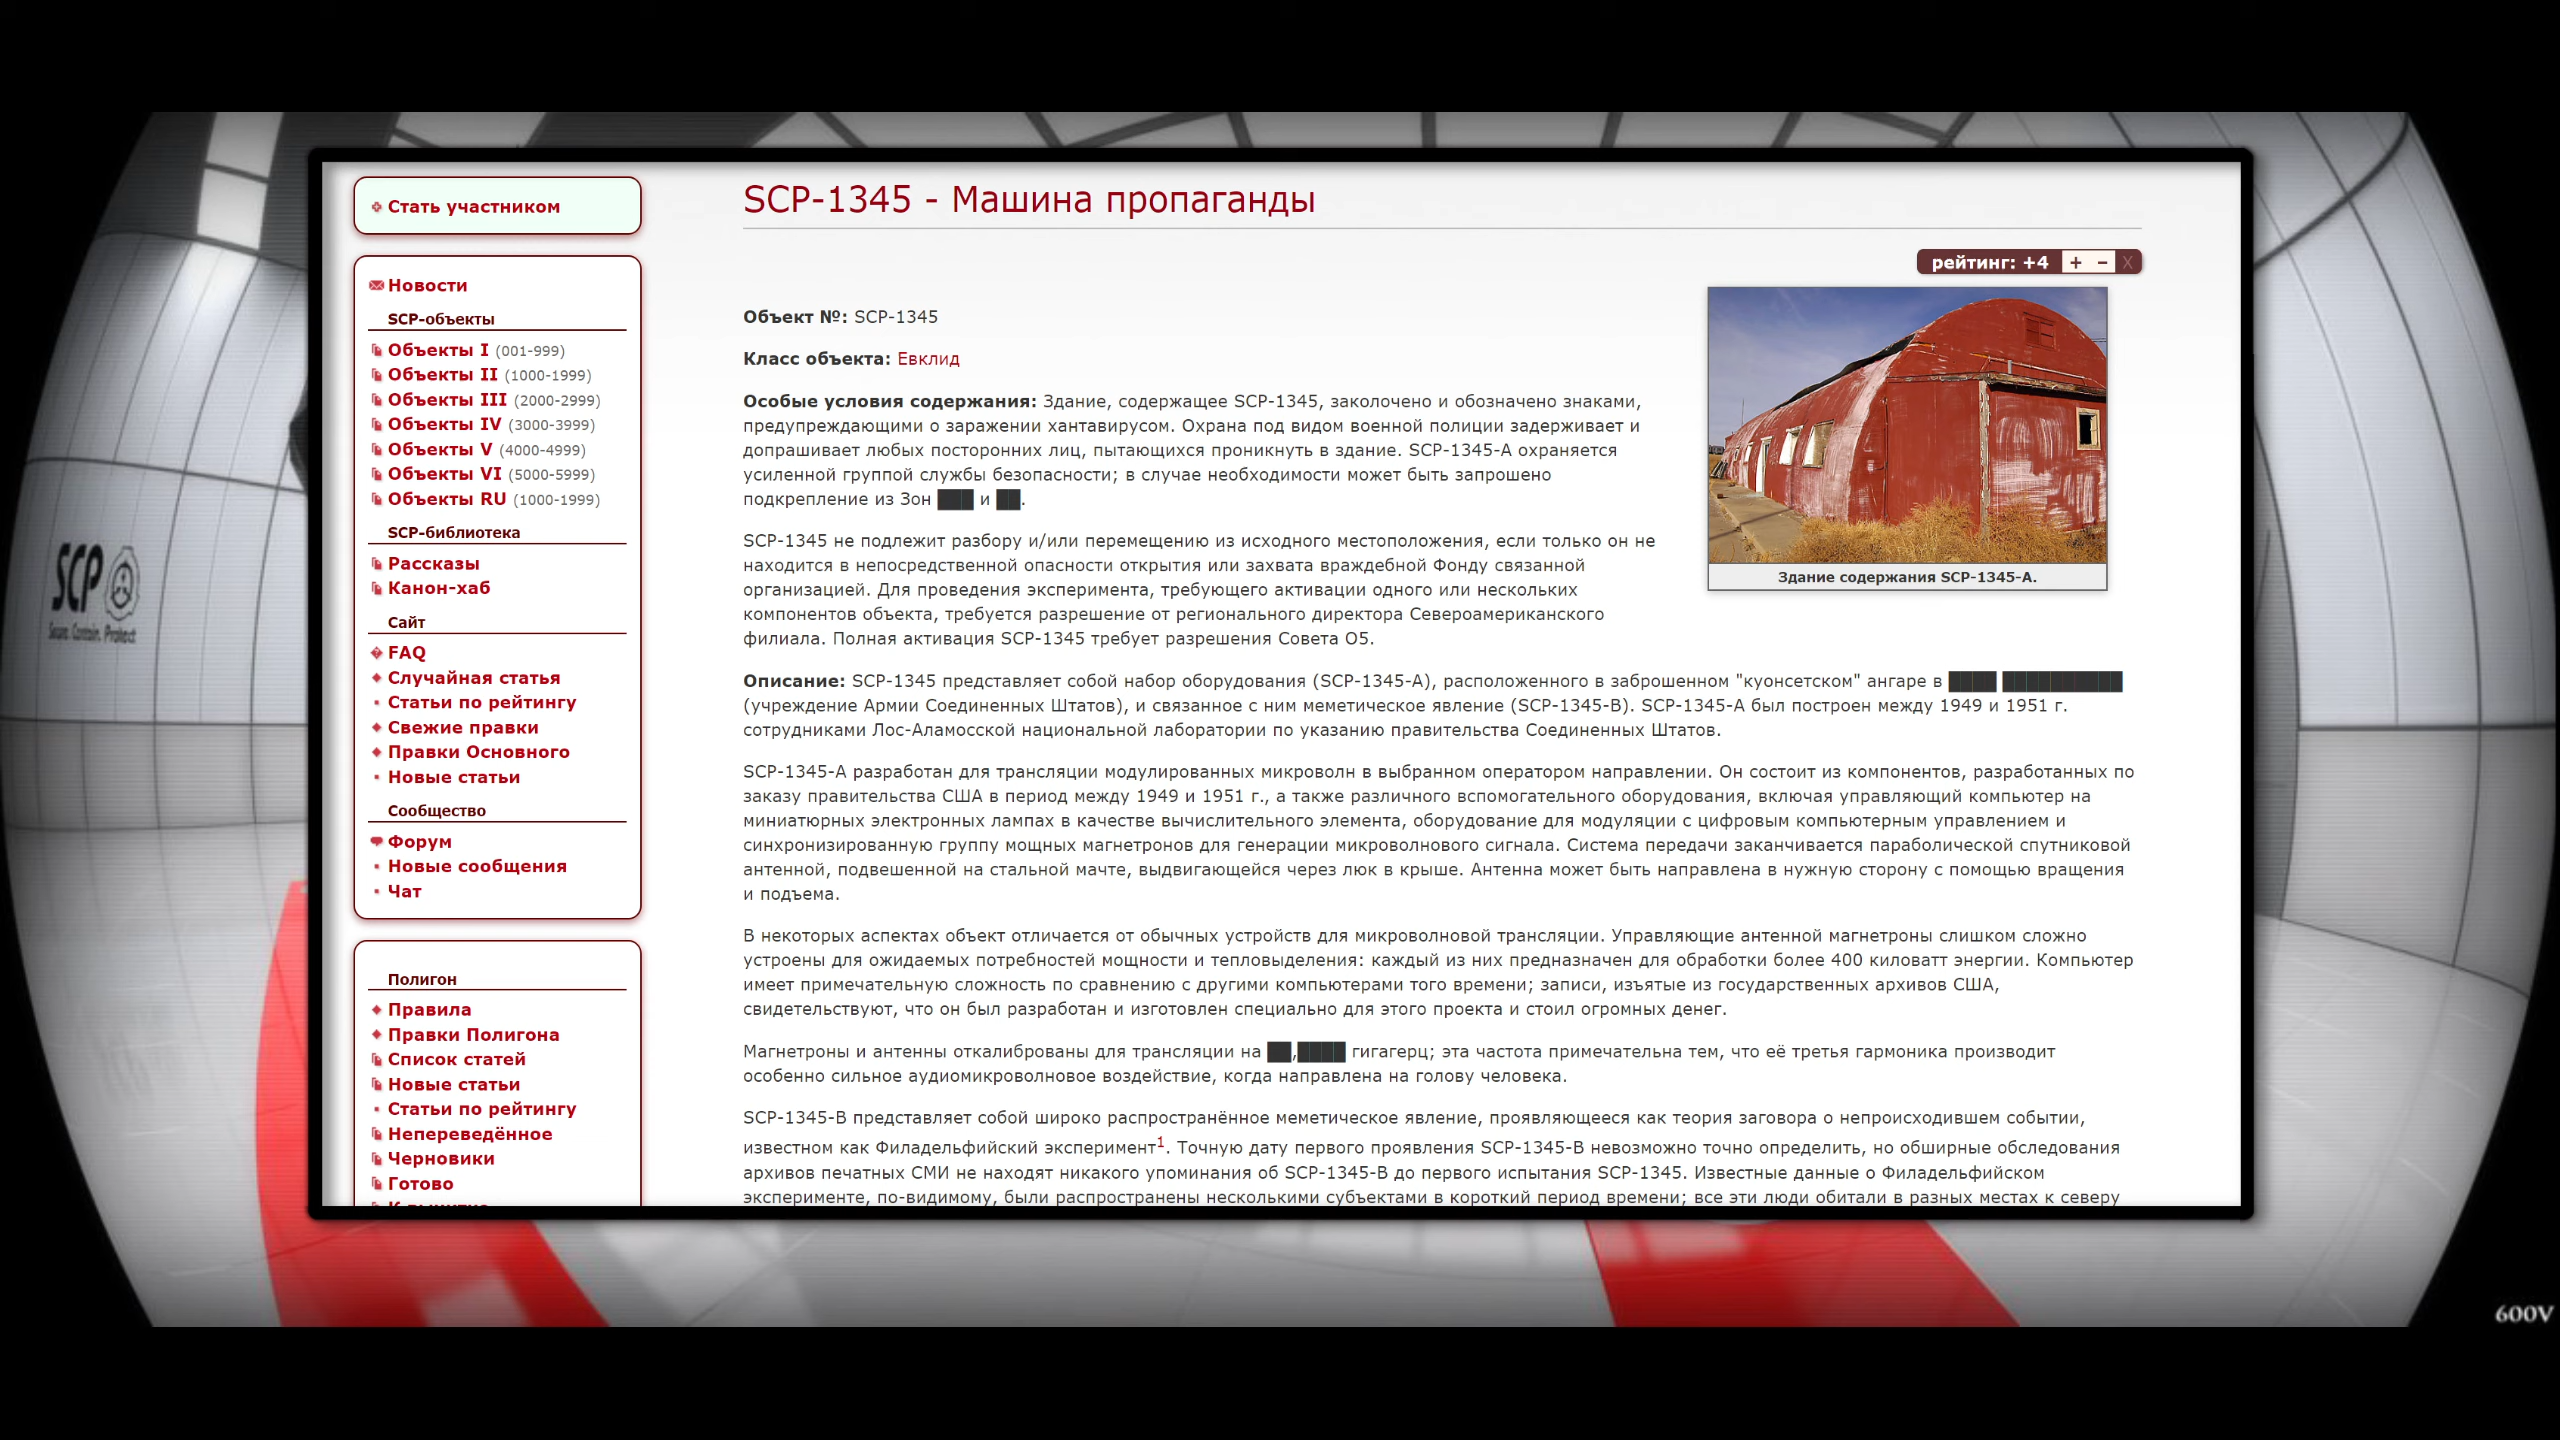 Стать участником
Новости
SCP-объекты
Объекты I (001-999)
Объекты II (1000-1999)
Объекты III (2000-2999)
Объекты IV (3000-3999)
Объекты V (4000-4999)
Объекты VI (5000-5999)
Объекты RU (1000-1999)
SCP-библиотека
Рассказы
Канон-хаб
Сайт
FAQ
Случайная статья
Статьи по рейтингу
Свежие правки
Правки Основного
Новые статьи
Сообщество
Форум
Новые сообщения
Чат
Полигон
Правила
Правки Полигона
Список статей
Новые статьи
Статьи по рейтингу
Непереведённое
Черновики
Готово
SCP-1345 - Машина пропаганды
рейтинг: +4 + − X
Объект №: SCP-1345
Класс объекта: Евклид
Особые условия содержания: Здание, содержащее SCP-1345, заколочено и обозначено знаками,
предупреждающими о заражении хантавирусом. Охрана под видом военной полиции задерживает и
допрашивает любых посторонних лиц, пытающихся проникнуть в здание. SCP-1345-A охраняется
усиленной группой службы безопасности; в случае необходимости может быть запрошено
подкрепление из Зон ███ и ██.
SCP-1345 не подлежит разбору и/или перемещению из исходного местоположения, если только он не
находится в непосредственной опасности открытия или захвата враждебной Фонду связанной
организацией. Для проведения эксперимента, требующего активации одного или нескольких
компонентов объекта, требуется разрешение от регионального директора Североамериканского
филиала. Полная активация SCP-1345 требует разрешения Совета О5.
Здание содержания SCP-1345-A.
Описание: SCP-1345 представляет собой набор оборудования (SCP-1345-A), расположенного в заброшенном "куонсетском" ангаре в ████ ██████████
(учреждение Армии Соединенных Штатов), и связанное с ним меметическое явление (SCP-1345-B). SCP-1345-A был построен между 1949 и 1951 г.
сотрудниками Лос-Аламосской национальной лаборатории по указанию правительства Соединенных Штатов.
SCP-1345-A разработан для трансляции модулированных микроволн в выбранном оператором направлении. Он состоит из компонентов, разработанных по
заказу правительства США в период между 1949 и 1951 г., а также различного вспомогательного оборудования, включая управляющий компьютер на
миниатюрных электронных лампах в качестве вычислительного элемента, оборудование для модуляции с цифровым компьютерным управлением и
синхронизированную группу мощных магнетронов для генерации микроволнового сигнала. Система передачи заканчивается параболической спутниковой
антенной, подвешенной на стальной мачте, выдвигающейся через люк в крыше. Антенна может быть направлена в нужную сторону с помощью вращения
и подъема.
В некоторых аспектах объект отличается от обычных устройств для микроволновой трансляции. Управляющие антенной магнетроны слишком сложно
устроены для ожидаемых потребностей мощности и тепловыделения: каждый из них предназначен для обработки более 400 киловатт энергии. Компьютер
имеет примечательную сложность по сравнению с другими компьютерами того времени; записи, изъятые из государственных архивов США,
свидетельствуют, что он был разработан и изготовлен специально для этого проекта и стоил огромных денег.
Магнетроны и антенны откалиброваны для трансляции на ██,████ гигагерц; эта частота примечательна тем, что её третья гармоника производит
особенно сильное аудиомикроволновое воздействие, когда направлена на голову человека.
SCP-1345-B представляет собой широко распространённое меметическое явление, проявляющееся как теория заговора о непроисходившем событии,
известном как Филадельфийский эксперимент1. Точную дату первого проявления SCP-1345-B невозможно точно определить, но обширные обследования
архивов печатных СМИ не находят никакого упоминания об SCP-1345-B до первого испытания SCP-1345. Известные данные о Филадельфийском
эксперименте, по-видимому, были распространены несколькими субъектами в короткий период времени; все эти люди обитали в разных местах к северу
SCP
Secure. Contain. Protect
600V